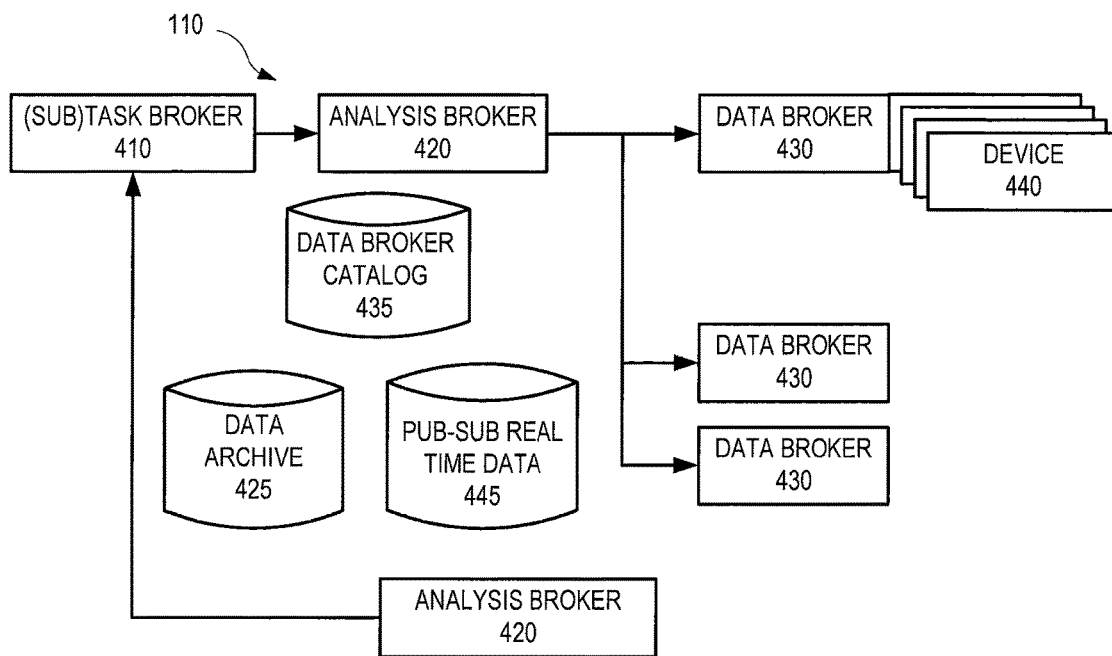 110
(SUB)TASK BROKER
410
ANALYSIS BROKER
420
DATA BROKER
430
DEVICE
440
DATA BROKER
CATALOG
435
DATA BROKER
430
DATA
ARCHIVE
425
PUB-SUB REAL
TIME DATA
445
DATA BROKER
430
ANALYSIS BROKER
420